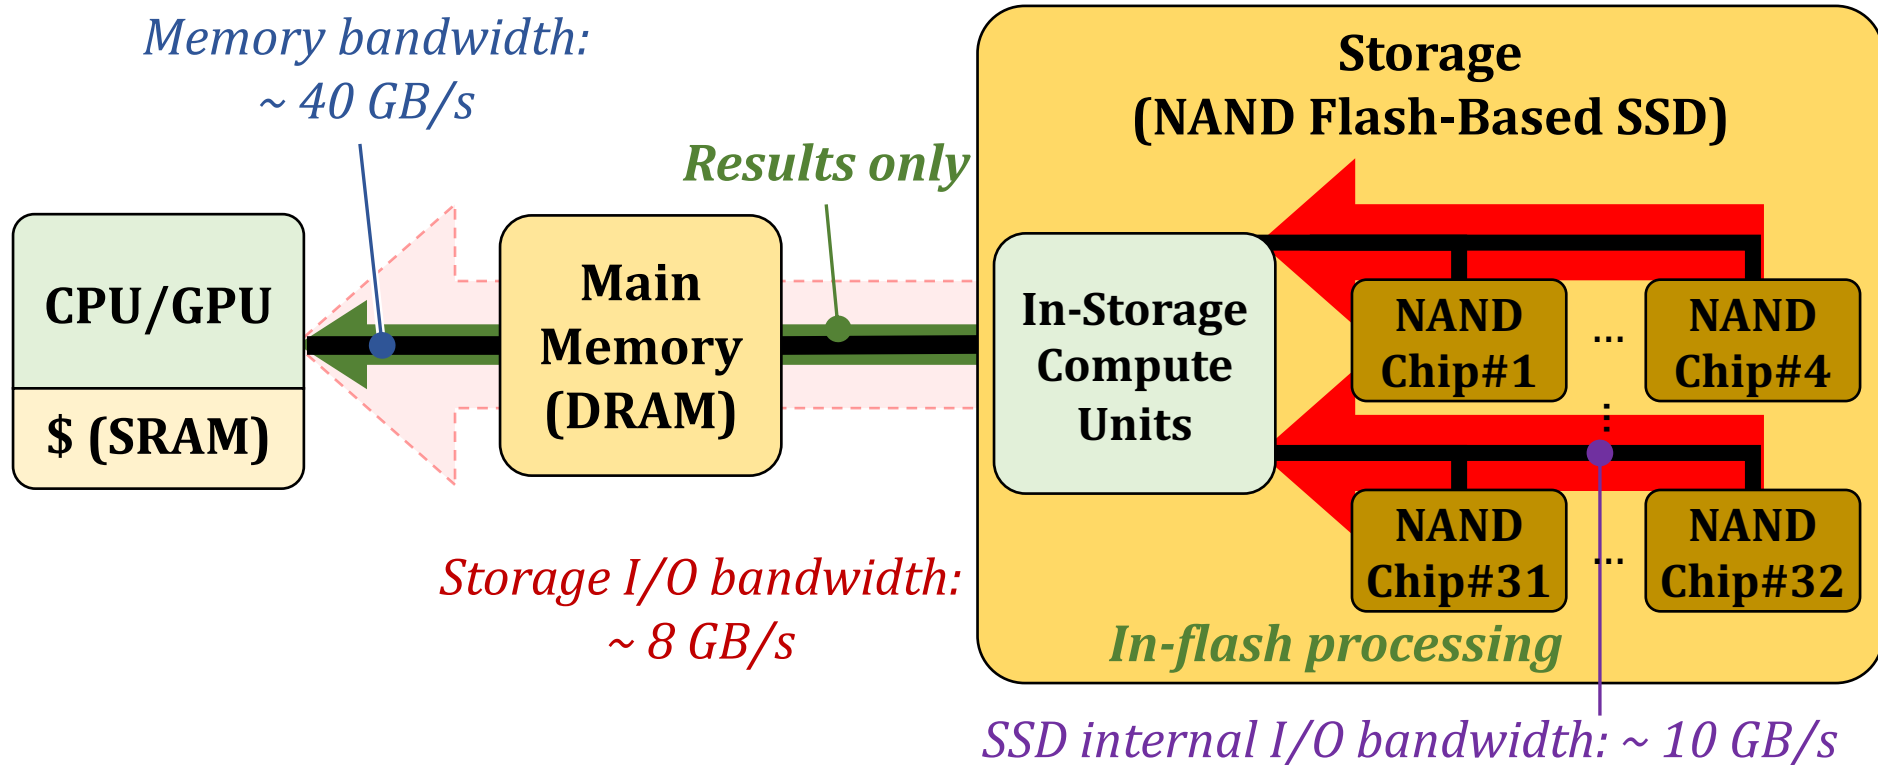 Memory bandwidth:
~ 40 GB/s
Results only
Storage
(NAND Flash-Based SSD)
CPU/GPU
$ (SRAM)
Main
Memory
(DRAM)
In-Storage
Compute
Units
NAND
Chip#1
...
NAND
Chip#4
⋮
NAND
Chip#31
...
NAND
Chip#32
Storage I/O bandwidth:
~ 8 GB/s
In-flash processing
SSD internal I/O bandwidth: ~ 10 GB/s